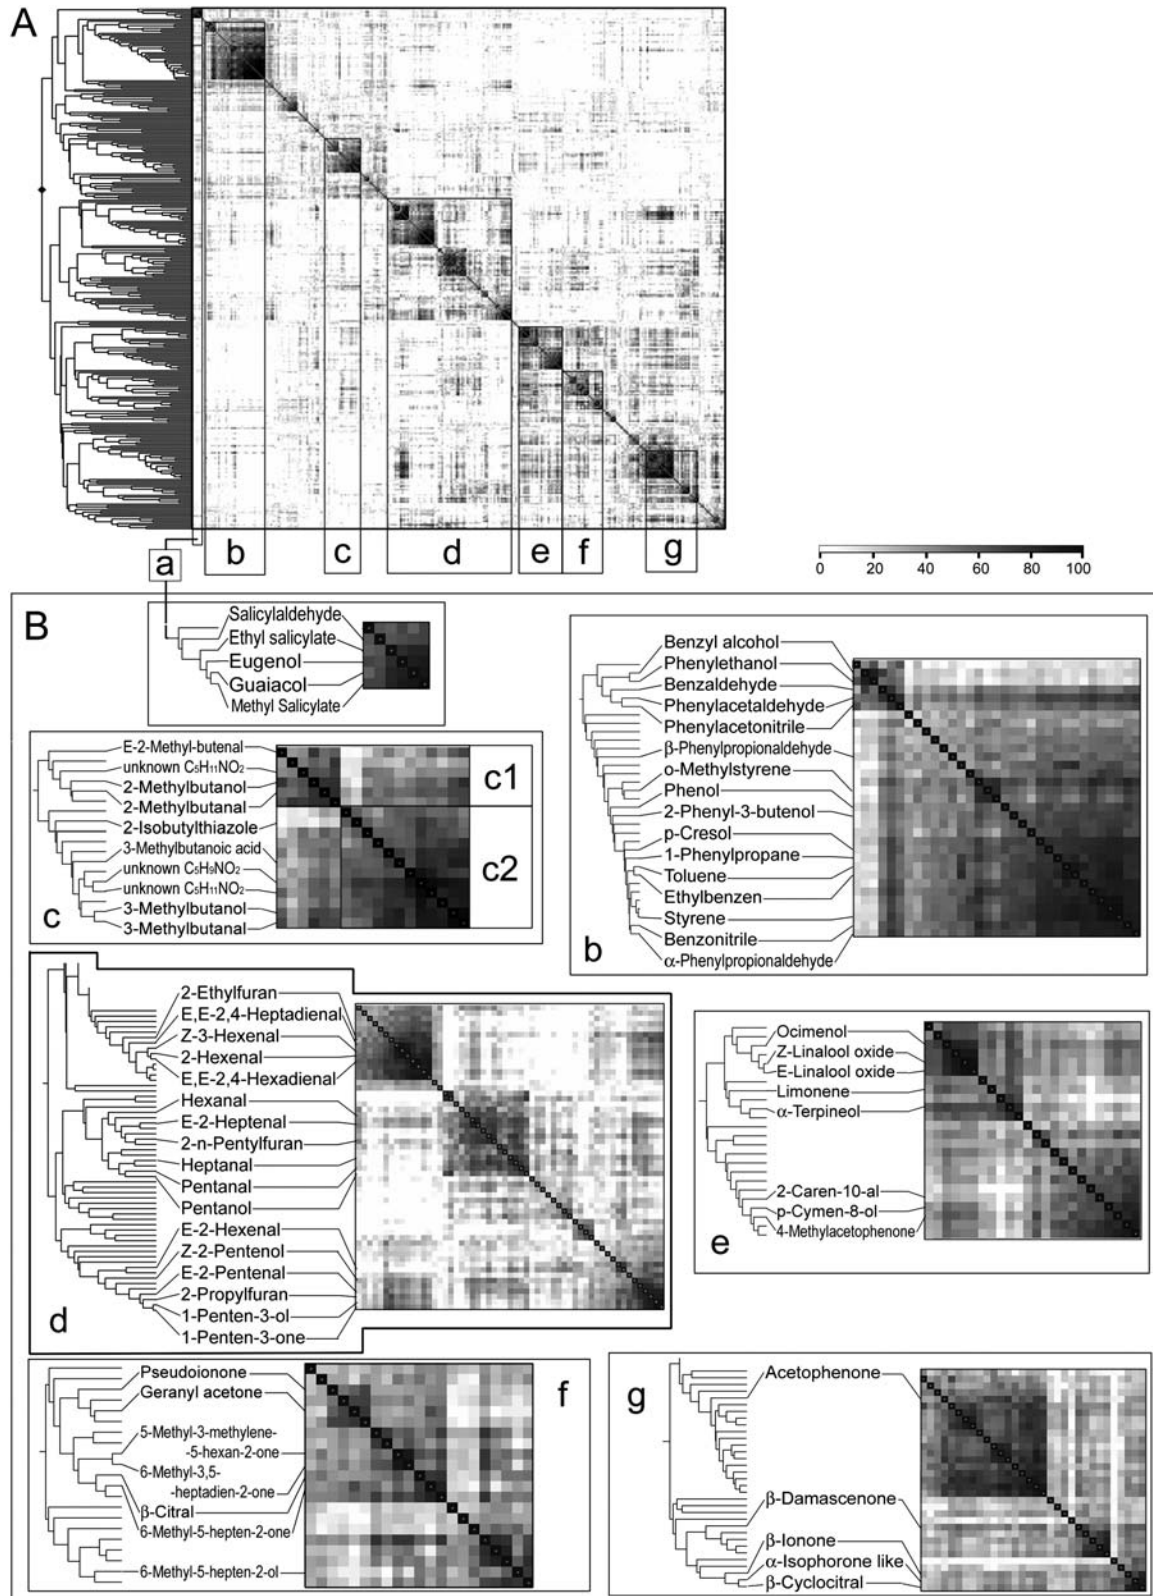 A
a
b
c
d
e
f
g
0 20 40 60 80 100
B
Salicylaldehyde
Ethyl salicylate
Eugenol
Guaiacol
Methyl Salicylate
Benzyl alcohol
Phenylethanol
Benzaldehyde
Phenylacetaldehyde
Phenylacetonitrile
β-Phenylpropionaldehyde
o-Methylstyrene
Phenol
2-Phenyl-3-butenol
p-Cresol
1-Phenylpropane
Toluene
Ethylbenzen
Styrene
Benzonitrile
α-Phenylpropionaldehyde
b
E-2-Methyl-butenal
unknown C₅H₁₁NO₂
2-Methylbutanol
2-Methylbutanal
2-Isobutylthiazole
3-Methylbutanoic acid
unknown C₅H₉NO₂
unknown C₅H₁₁NO₂
3-Methylbutanol
3-Methylbutanal
c1
c2
c
2-Ethylfuran
E,E-2,4-Heptadienal
Z-3-Hexenal
2-Hexenal
E,E-2,4-Hexadienal
Hexanal
E-2-Heptenal
2-n-Pentylfuran
Heptanal
Pentanal
Pentanol
E-2-Hexenal
Z-2-Pentenol
E-2-Pentenal
2-Propylfuran
1-Penten-3-ol
1-Penten-3-one
d
Ocimenol
Z-Linalool oxide
E-Linalool oxide
Limonene
α-Terpineol
2-Caren-10-al
p-Cymen-8-ol
4-Methylacetophenone
e
Pseudoionone
Geranyl acetone
5-Methyl-3-methylene-
-5-hexan-2-one
6-Methyl-3,5-
-heptadien-2-one
β-Citral
6-Methyl-5-hepten-2-one
6-Methyl-5-hepten-2-ol
f
g
Acetophenone
β-Damascenone
β-Ionone
α-Isophorone like
β-Cyclocitral